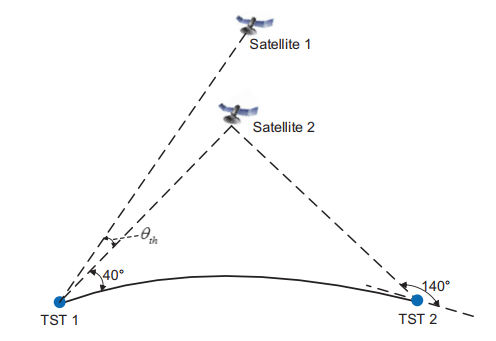 Satellite 1
Satellite 2
θth
40°
140°
TST 1
TST 2